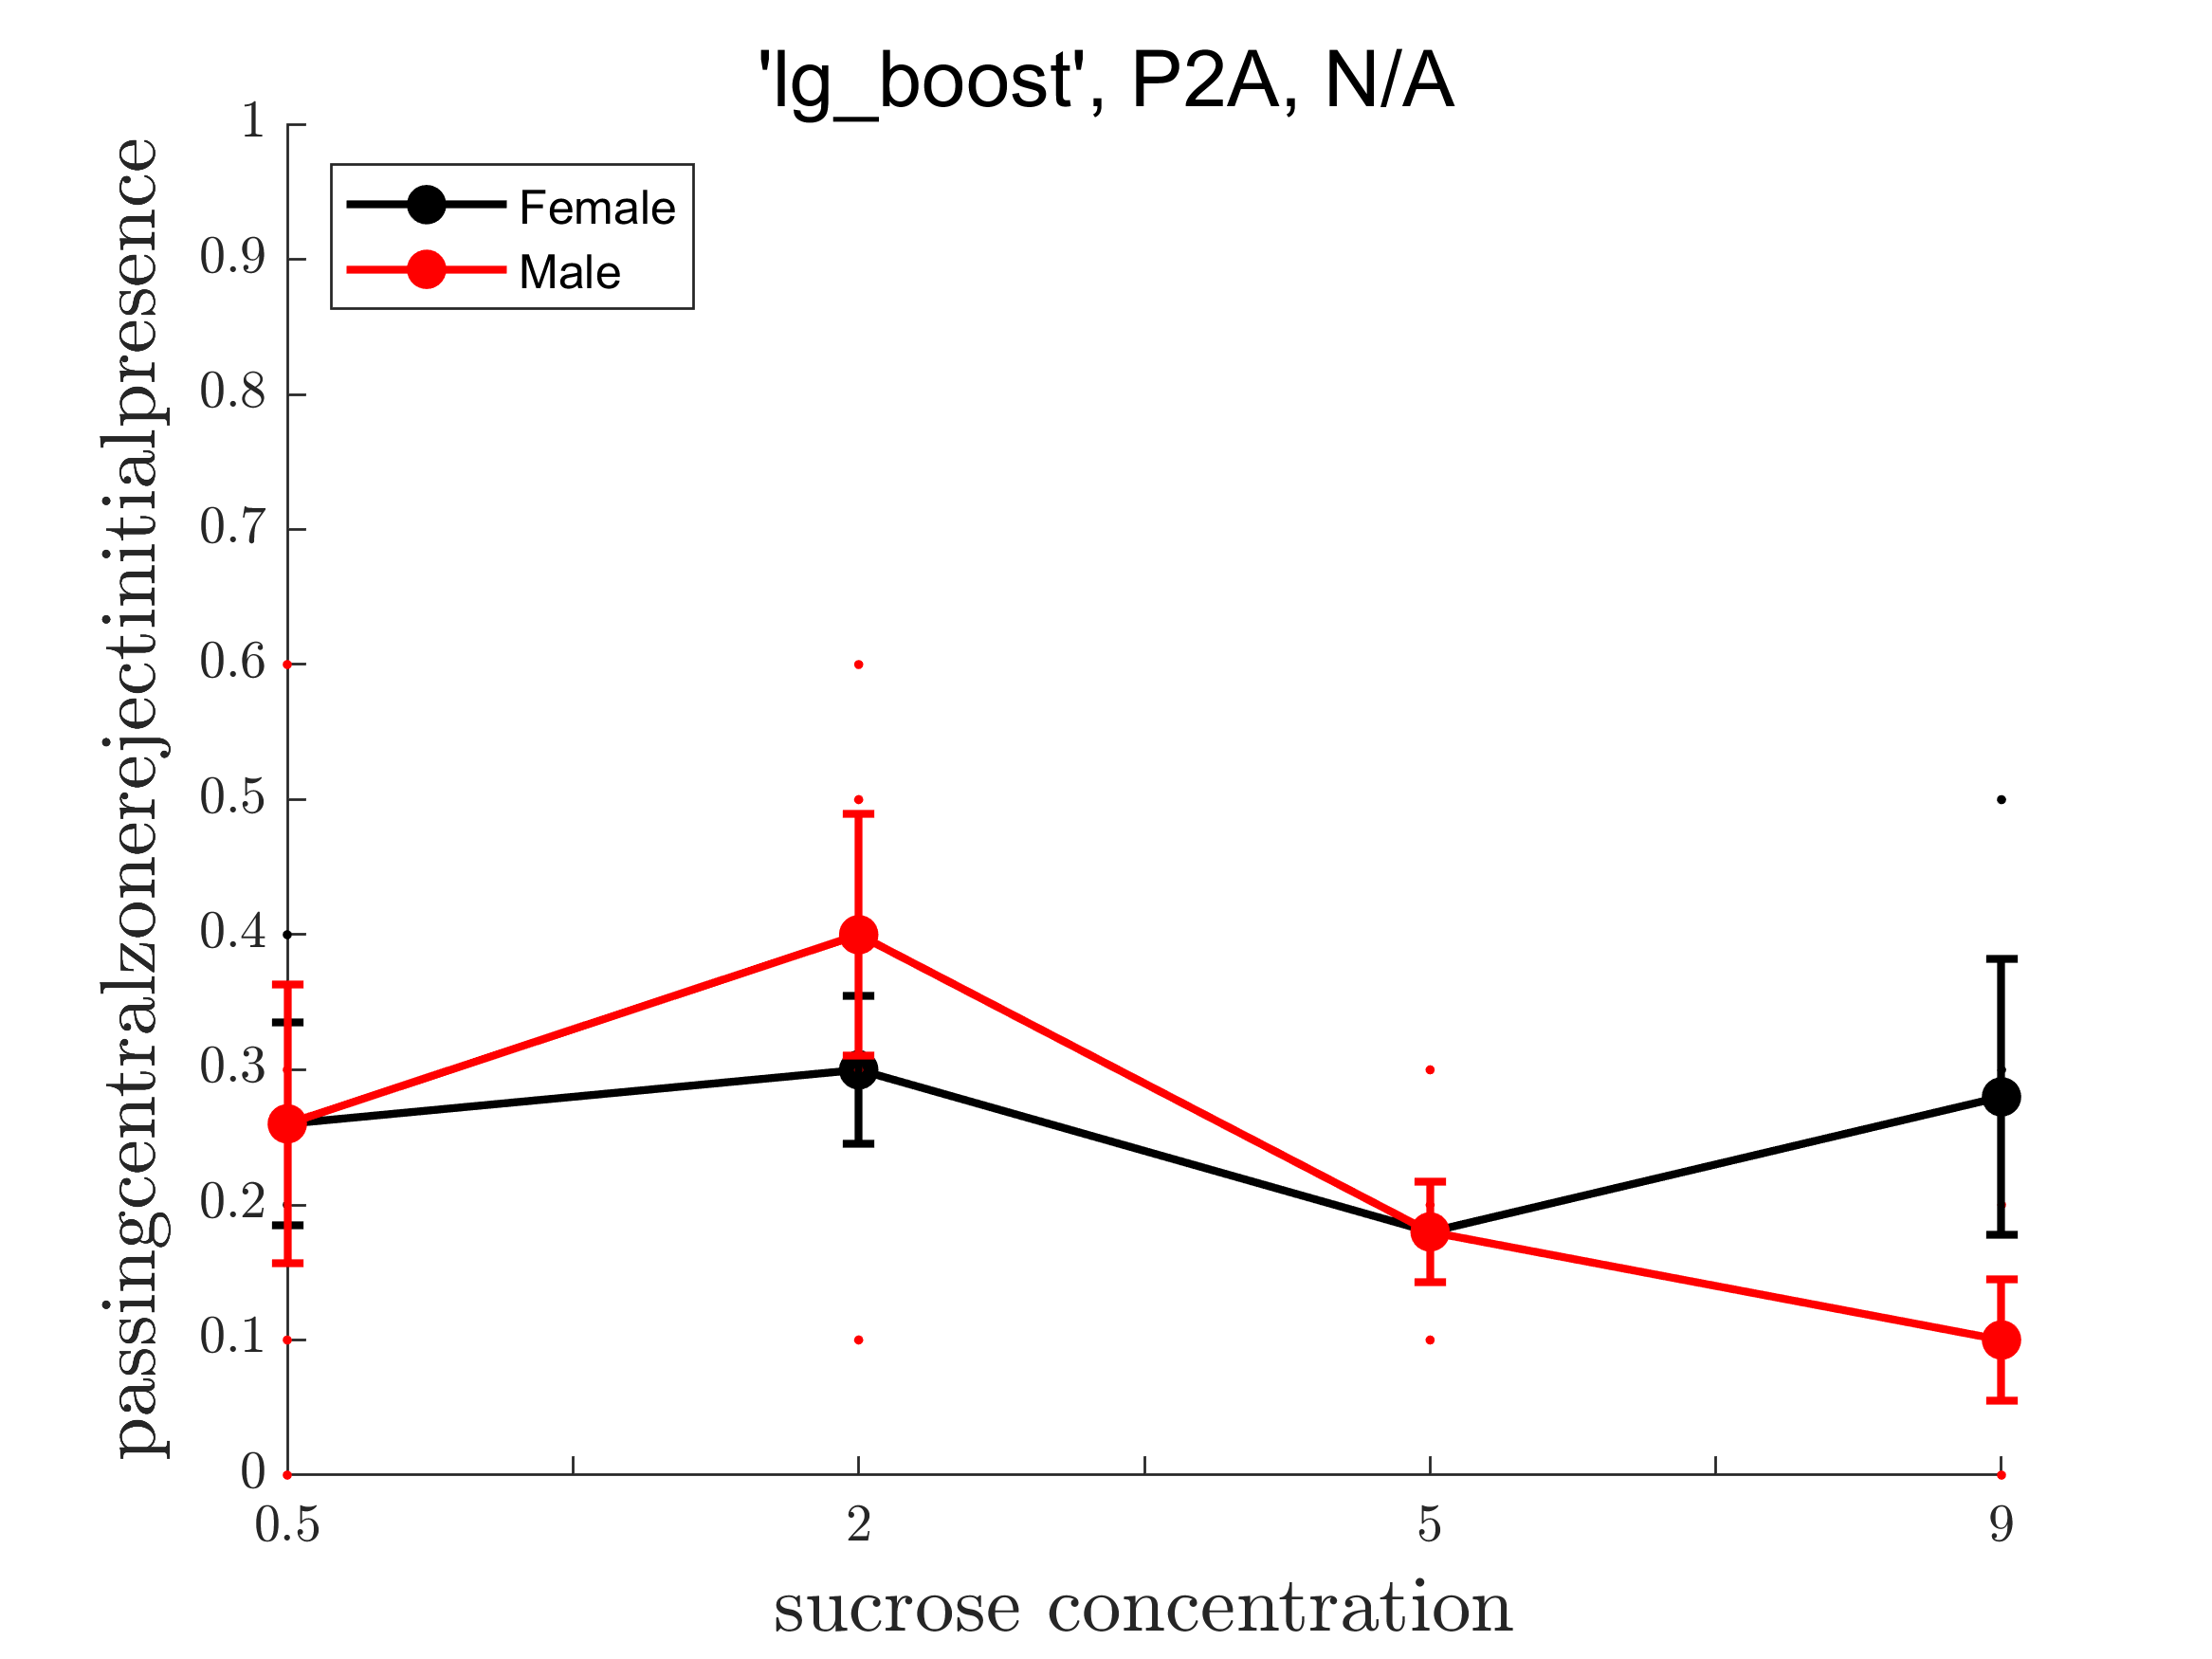 'lg_boost', P2A, N/A
1
0.9
0.8
0.7
0.6
0.5
0.4
0.3
0.2
0.1
0
passingcentralzonerejectinitialpresence
Female
Male
0.5 2 5 9
sucrose concentration